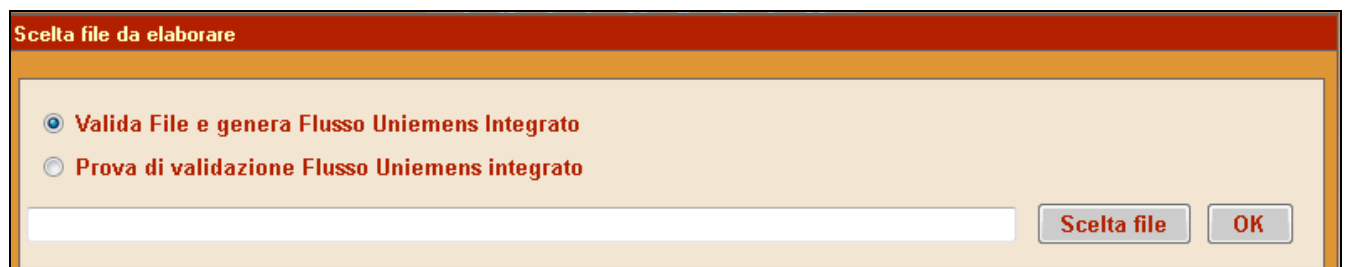 Scelta file da elaborare
Valida File e genera Flusso Uniemens Integrato
Prova di validazione Flusso Uniemens integrato
Scelta file OK